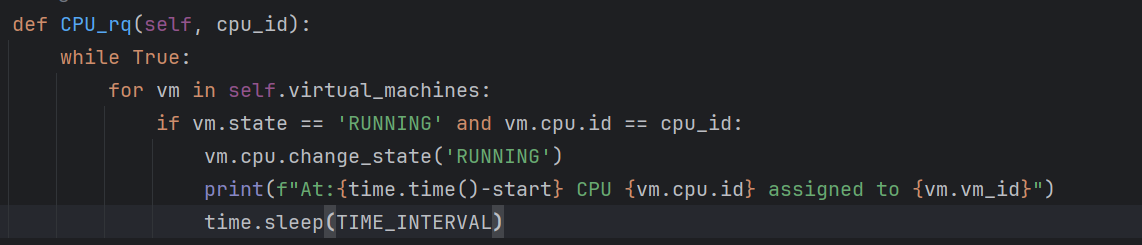 def CPU_rq(self, cpu_id):
    while True:
        for vm in self.virtual_machines:
            if vm.state == 'RUNNING' and vm.cpu.id == cpu_id:
                vm.cpu.change_state('RUNNING')
                print(f"At:{time.time()-start} CPU {vm.cpu.id} assigned to {vm.vm_id}")
                time.sleep(TIME_INTERVAL)